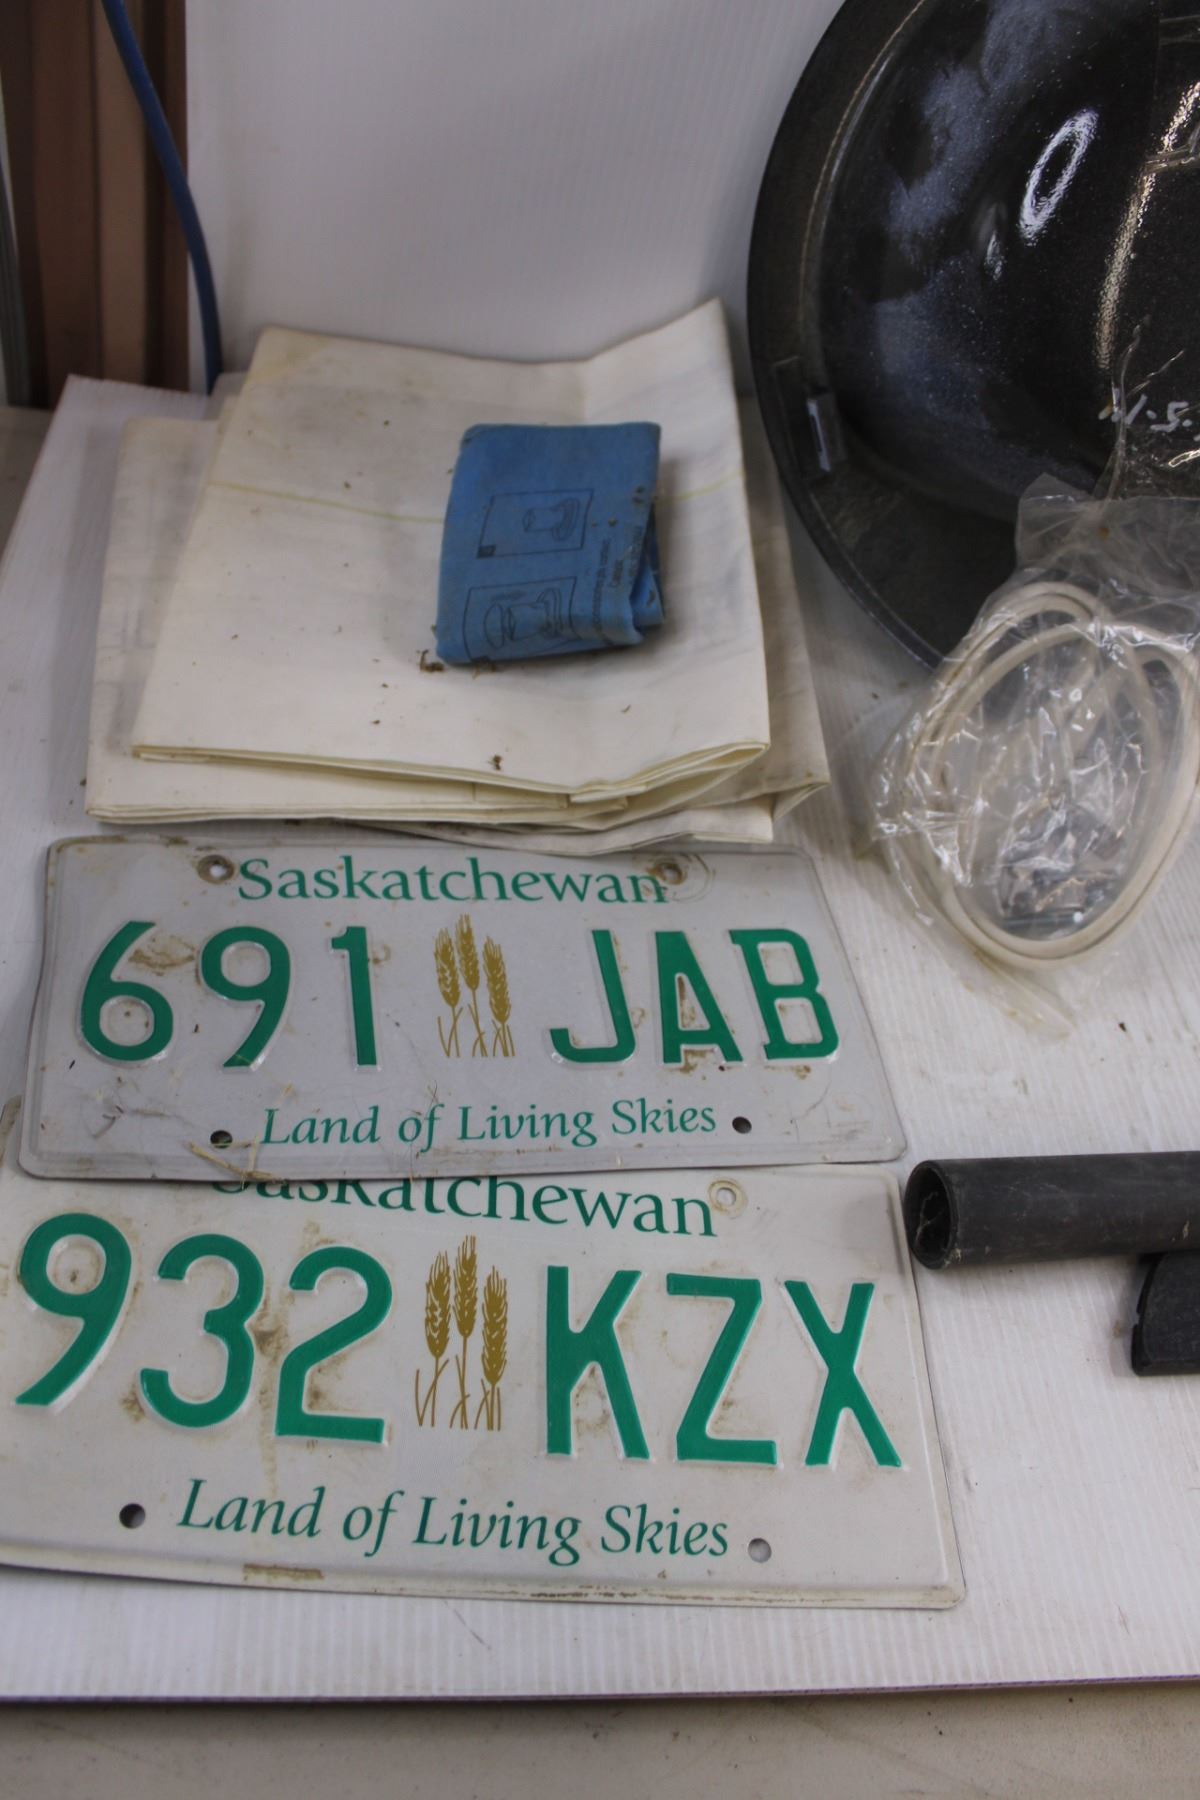 Saskatchewan
691 JAB
Land of Living Skies
Saskatchewan
932 KZX
Land of Living Skies